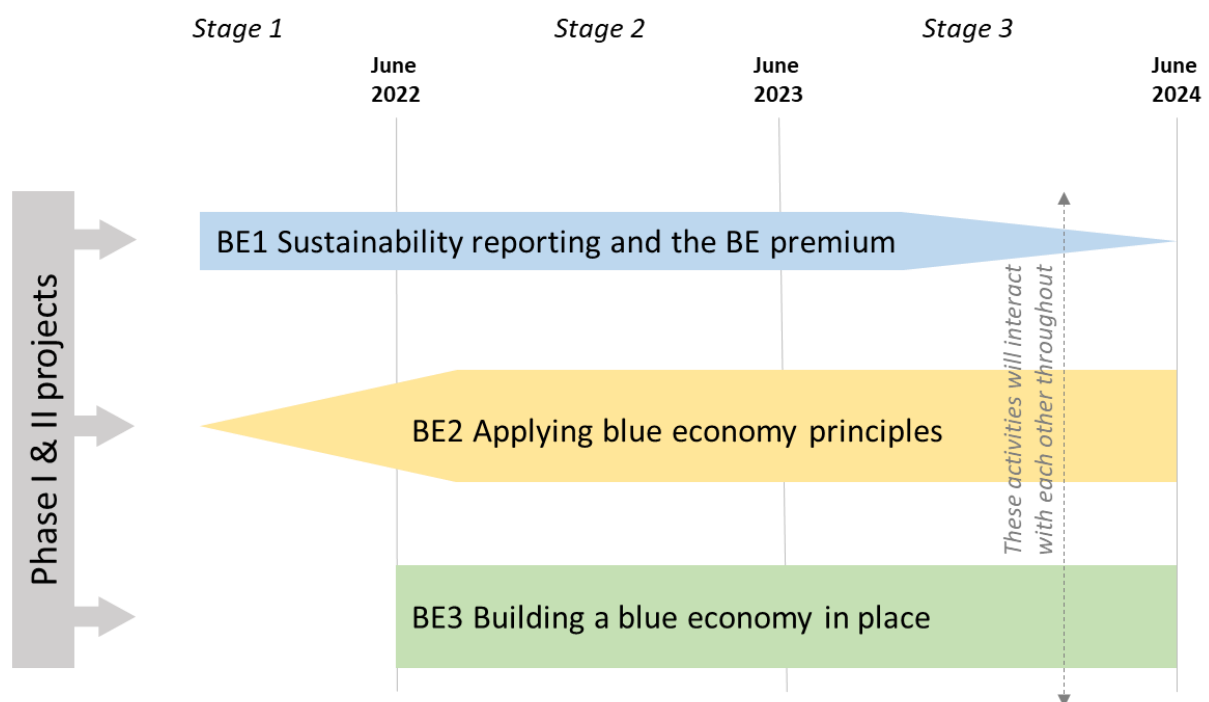 Stage 1
Stage 2
Stage 3
June
2022
June
2023
June
2024
Phase I & II projects
BE1 Sustainability reporting and the BE premium
BE2 Applying blue economy principles
BE3 Building a blue economy in place
These activities will interact
with each other throughout